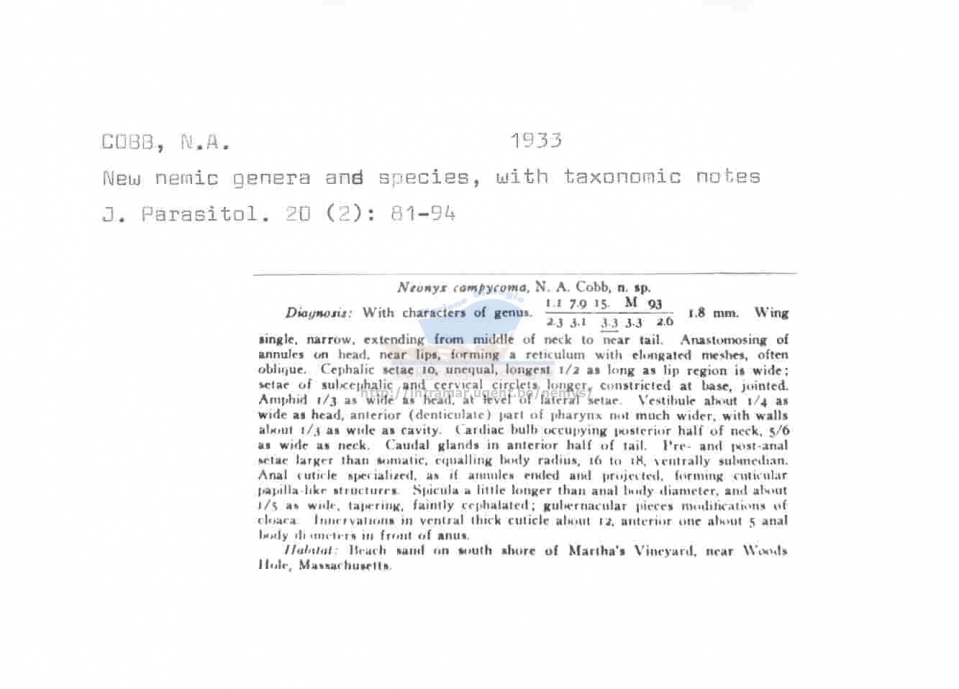 COBB, N.A. 1933
New nemic genera and species, with taxonomic notes
J. Parasitol. 20 (2): 81-94
Neonyx campycoma, N. A. Cobb, n. sp.
1.1 7.9 15. M 93
Diagnosis: With characters of genus. 1.8 mm. Wing
2.3 3.1 3.3 3.3 2.6
single, narrow, extending from middle of neck to near tail. Anastomosing of
annules on head, near lips, forming a reticulum with elongated meshes, often
oblique. Cephalic setae 10, unequal, longest 1/2 as long as lip region is wide;
setae of subcephalic and cervical circlets longer, constricted at base, jointed.
http://intramar.ugent.be/nemys/
Amphid 1/3 as wide as head, at level of lateral setae. Vestibule about 1/4 as
wide as head, anterior (denticulate) part of pharynx not much wider, with walls
about 1/3 as wide as cavity. Cardiac bulb occupying posterior half of neck, 5/6
as wide as neck. Caudal glands in anterior half of tail. Pre- and post-anal
setae larger than somatic, equalling body radius, 16 to 18, ventrally submedian.
Anal cuticle specialized, as if annules ended and projected, forming cuticular
papilla-like structures. Spicula a little longer than anal body diameter, and about
1/5 as wide, tapering, faintly cephalated; gubernacular pieces modifications of
cloaca. Innervations in ventral thick cuticle about 12, anterior one about 5 anal
body diameters in front of anus.
Habitat: Beach sand on south shore of Martha's Vineyard, near Woods
Hole, Massachusetts.